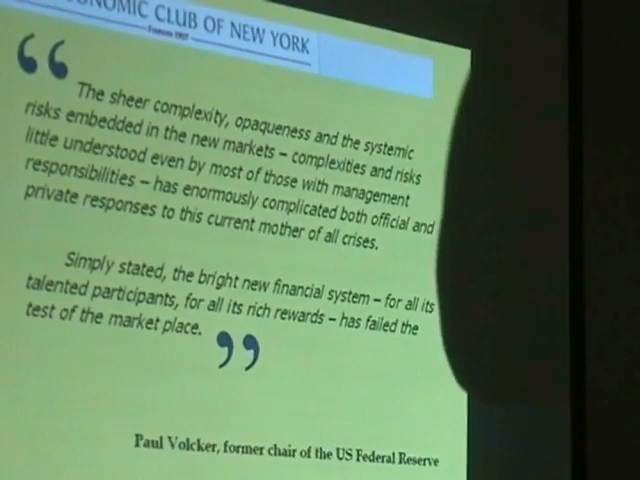 CLUB OF NEW YORK
Founded 1907
“
The sheer complexity, opaqueness and the systemic
risks embedded in the new markets – complexities and risks
little understood even by most of those with management
responsibilities – has enormously complicated both official and
private responses to this current mother of all crises.
Simply stated, the bright new financial system – for all its
talented participants, for all its rich rewards – has failed the
test of the market place.
”
Paul Volcker, former chair of the US Federal Reserve